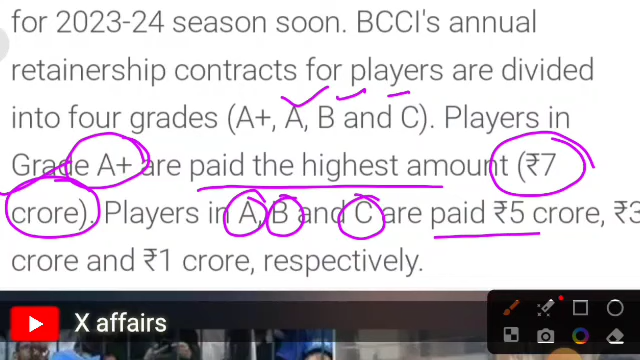 for 2023-24 season soon. BCCI's annual
retainership contracts for players are divided
into four grades (A+, A, B and C). Players in
Grade A+ are paid the highest amount (₹7
crore). Players in A, B and C are paid ₹5 crore, ₹3
crore and ₹1 crore, respectively.
X affairs